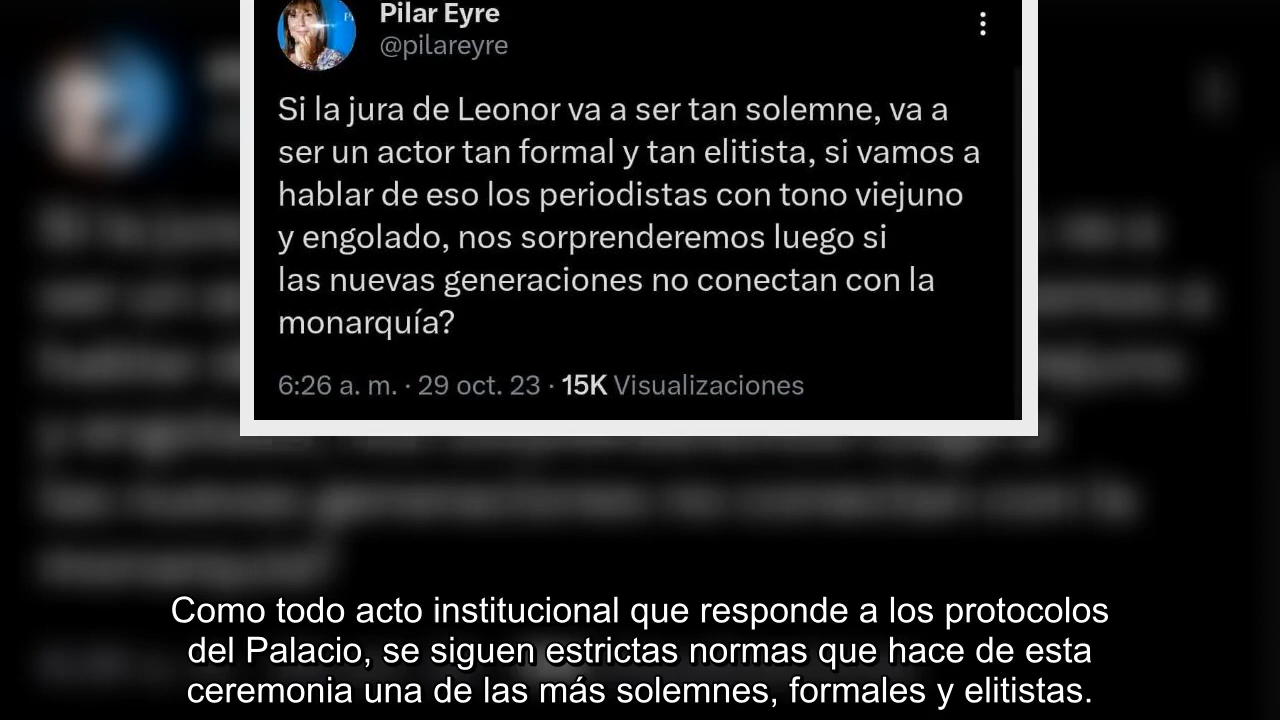 Pilar Eyre
@pilareyre
Si la jura de Leonor va a ser tan solemne, va a
ser un actor tan formal y tan elitista, si vamos a
hablar de eso los periodistas con tono viejuno
y engolado, nos sorprenderemos luego si
las nuevas generaciones no conectan con la
monarquía?
6:26 a. m. · 29 oct. 23 · 15K Visualizaciones
Como todo acto institucional que responde a los protocolos
del Palacio, se siguen estrictas normas que hace de esta
ceremonia una de las más solemnes, formales y elitistas.